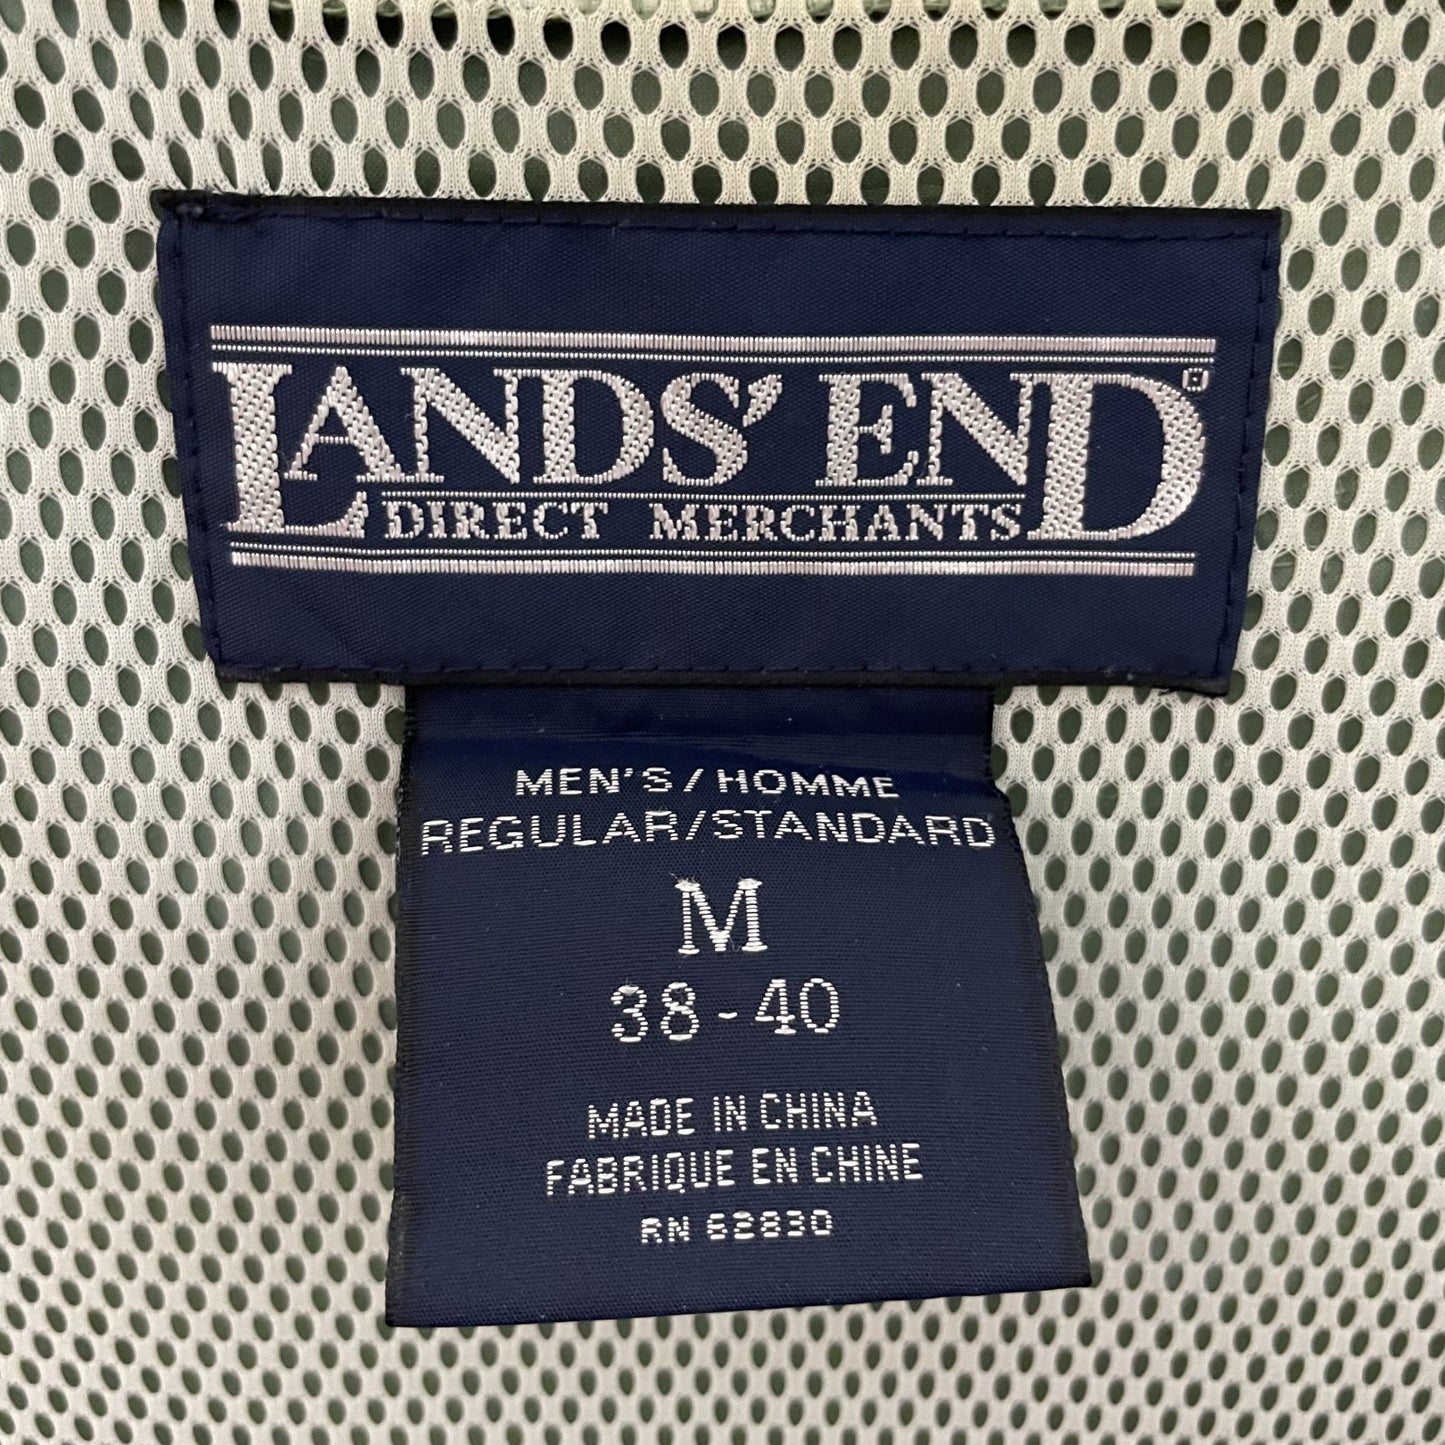 LANDS' END®
DIRECT MERCHANTS
MEN'S/HOMME
REGULAR/STANDARD
M
38-40
MADE IN CHINA
FABRIQUE EN CHINE
RN 62830